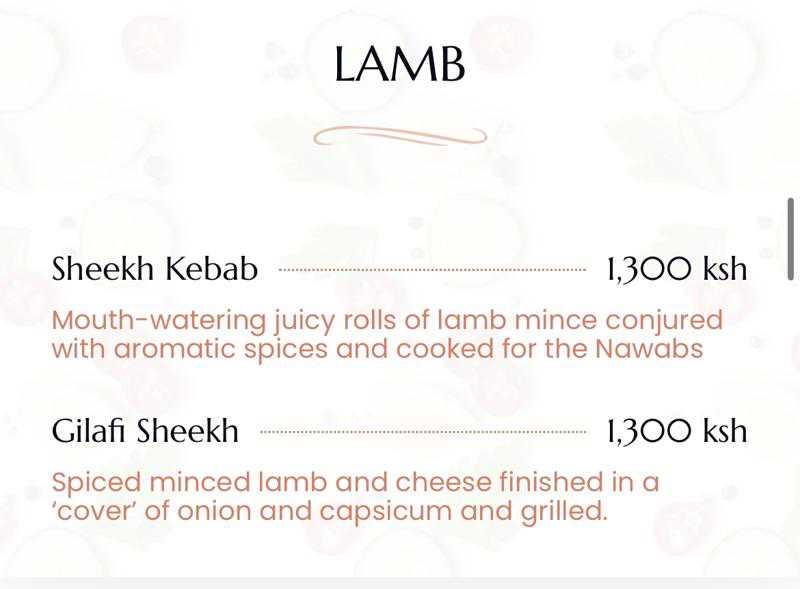 LAMB
Sheekh Kebab 1,300 ksh
Mouth-watering juicy rolls of lamb mince conjured
with aromatic spices and cooked for the Nawabs
Gilafi Sheekh 1,300 ksh
Spiced minced lamb and cheese finished in a
‘cover’ of onion and capsicum and grilled.